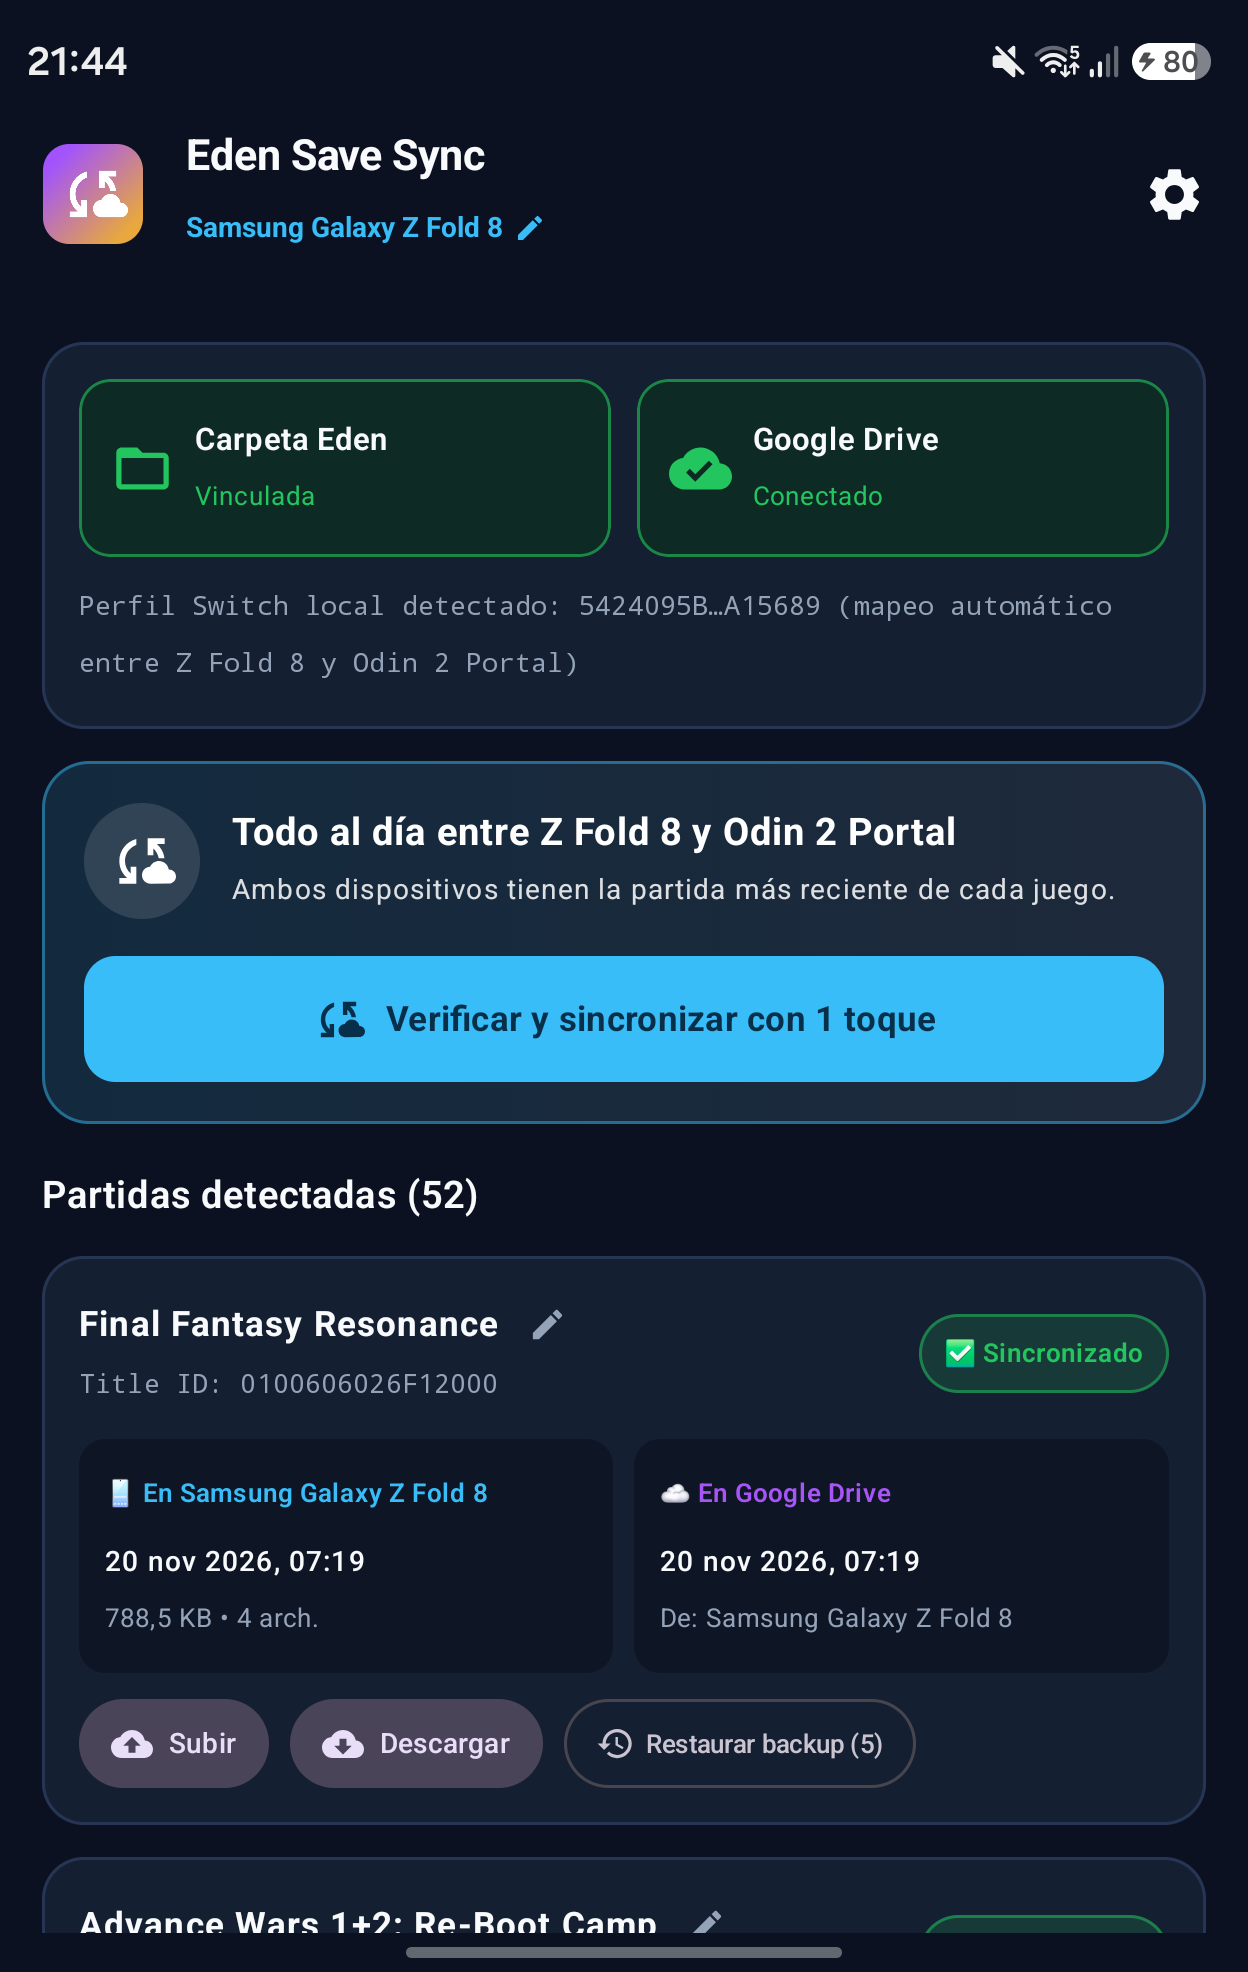 21:44
5
80
Eden Save Sync
Samsung Galaxy Z Fold 8
Carpeta Eden
Vinculada
Google Drive
Conectado
Perfil Switch local detectado: 5424095B…A15689 (mapeo automático
entre Z Fold 8 y Odin 2 Portal)
Todo al día entre Z Fold 8 y Odin 2 Portal
Ambos dispositivos tienen la partida más reciente de cada juego.
Verificar y sincronizar con 1 toque
Partidas detectadas (52)
Final Fantasy Resonance
Title ID: 0100606026F12000
✅ Sincronizado
📱 En Samsung Galaxy Z Fold 8
20 nov 2026, 07:19
788,5 KB • 4 arch.
☁️ En Google Drive
20 nov 2026, 07:19
De: Samsung Galaxy Z Fold 8
Subir
Descargar
Restaurar backup (5)
Advance Wars 1+2: Re-Boot Camp